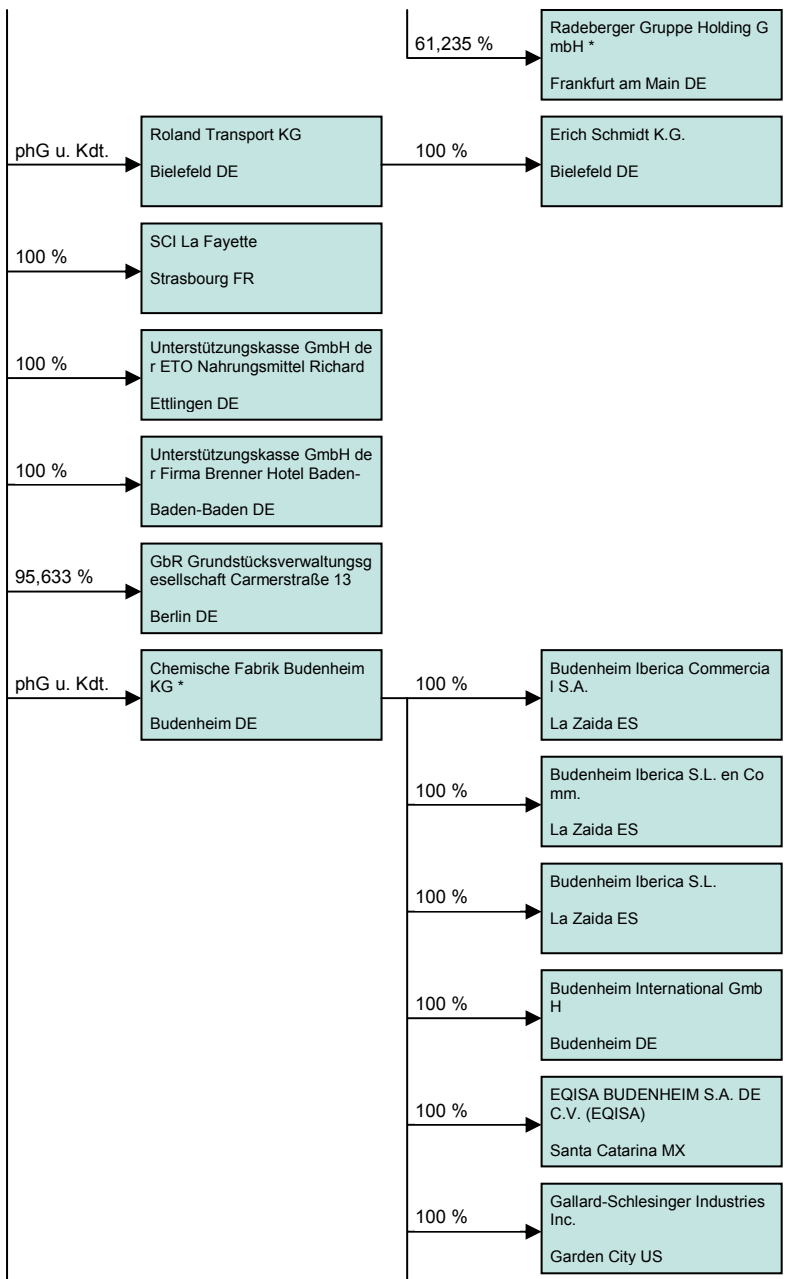 61,235 %
Radeberger Gruppe Holding G
mbH *
Frankfurt am Main DE
phG u. Kdt.
Roland Transport KG
Bielefeld DE
100 %
Erich Schmidt K.G.
Bielefeld DE
100 %
SCI La Fayette
Strasbourg FR
100 %
Unterstützungskasse GmbH de
r ETO Nahrungsmittel Richard
Ettlingen DE
100 %
Unterstützungskasse GmbH de
r Firma Brenner Hotel Baden-
Baden-Baden DE
95,633 %
GbR Grundstücksverwaltungsg
esellschaft Carmerstraße 13
Berlin DE
phG u. Kdt.
Chemische Fabrik Budenheim
KG *
Budenheim DE
100 %
Budenheim Iberica Commercia
l S.A.
La Zaida ES
100 %
Budenheim Iberica S.L. en Co
mm.
La Zaida ES
100 %
Budenheim Iberica S.L.
La Zaida ES
100 %
Budenheim International Gmb
H
Budenheim DE
100 %
EQISA BUDENHEIM S.A. DE
C.V. (EQISA)
Santa Catarina MX
100 %
Gallard-Schlesinger Industries
Inc.
Garden City US